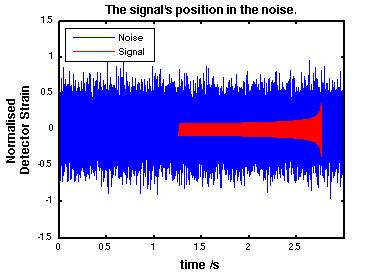 The signal's position in the noise.
1.5
Noise
Signal
1
0.5
0
-0.5
-1
-1.5
0 0.5 1 1.5 2 2.5
Normalised
Detector Strain
time /s